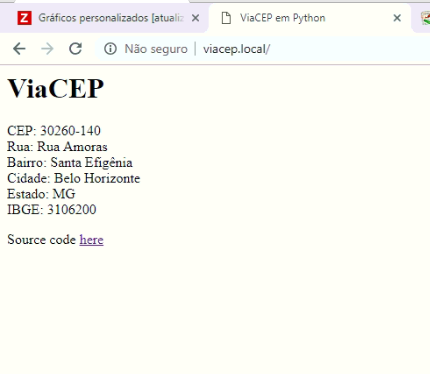 Z Gráficos personalizados [atualiz
ViaCEP em Python
Não seguro | viacep.local/
ViaCEP
CEP: 30260-140
Rua: Rua Amoras
Bairro: Santa Efigênia
Cidade: Belo Horizonte
Estado: MG
IBGE: 3106200
Source code here